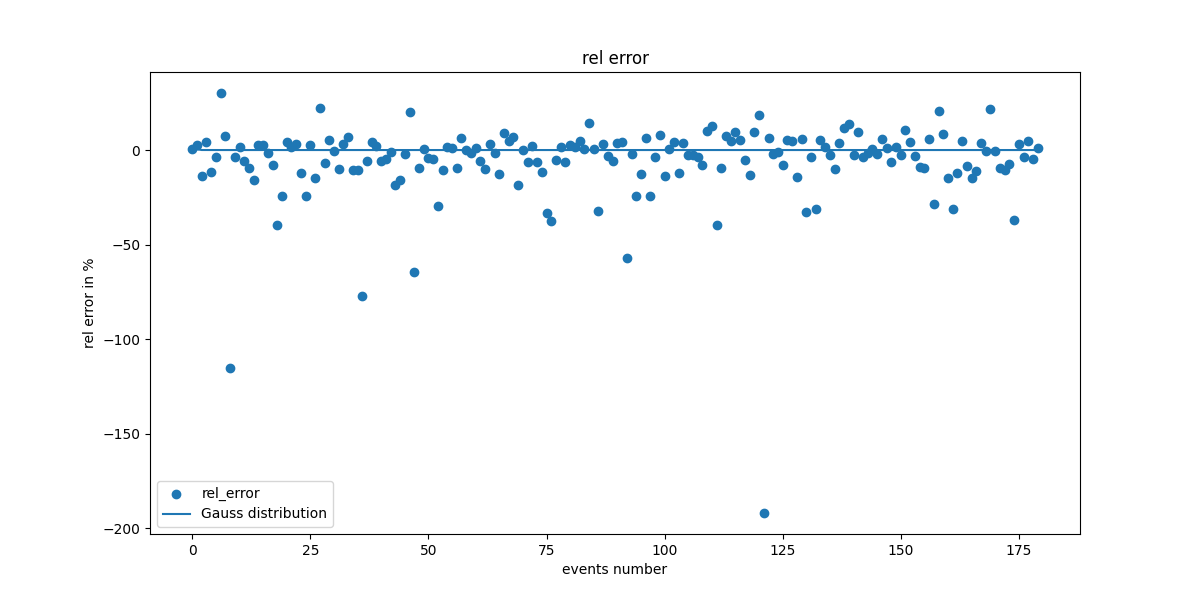 rel error
rel error in %
0
−50
−100
−150
−200
rel_error
Gauss distribution
0
25
50
75
100
125
150
175
events number